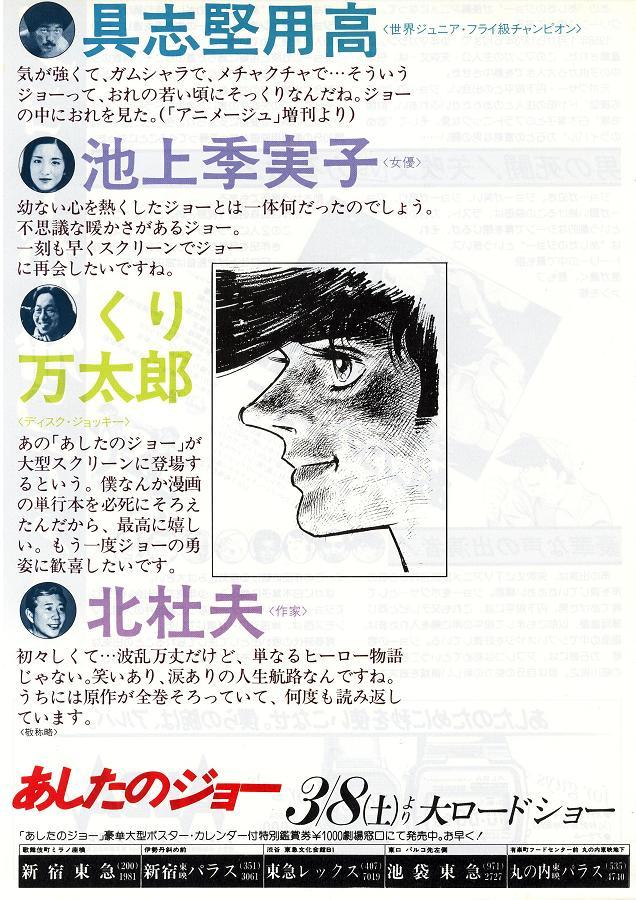 具志堅用高〈世界ジュニア・フライ級チャンピオン〉
気が強くて、ガムシャラで、メチャクチャで…そういう
ジョーって、おれの若い頃にそっくりなんだね。ジョー
の中におれを見た。(「アニメージュ」増刊より)
池上季実子〈女優〉
幼ない心を熱くしたジョーとは一体何だったのでしょう。
不思議な暖かさがあるジョー。
一刻も早くスクリーンでジョー
に再会したいですね。
くり
万太郎
〈ディスク・ジョッキー〉
あの「あしたのジョー」が
大型スクリーンに登場す
るという。僕なんか漫画
の単行本を必死にそろえ
たんだから、最高に嬉し
い。もう一度ジョーの勇
姿に歓喜したいです。
北杜夫〈作家〉
初々しくて…波乱万丈だけど、単なるヒーロー物語
じゃない。笑いあり、涙ありの人生航路なんですね。
うちには原作が全巻そろっていて、何度も読み返し
ています。
〈敬称略〉
あしたのジョー 3/8(土)より大ロードショー
「あしたのジョー」豪華大型ポスター・カレンダー付特別鑑賞券¥1000劇場窓口にて発売中。お早く!
歌舞伎町ミラノ座横 伊勢丹斜め前 渋谷 東急文化会館B1 東口 パルコ先左側 有楽町フードセンター前 丸の内東映地下
新宿東急(200)1981 新宿東映パラス(351)3061 東急レックス(407)7019 池袋東急(971)2727 丸の内東映パラス(535)4740